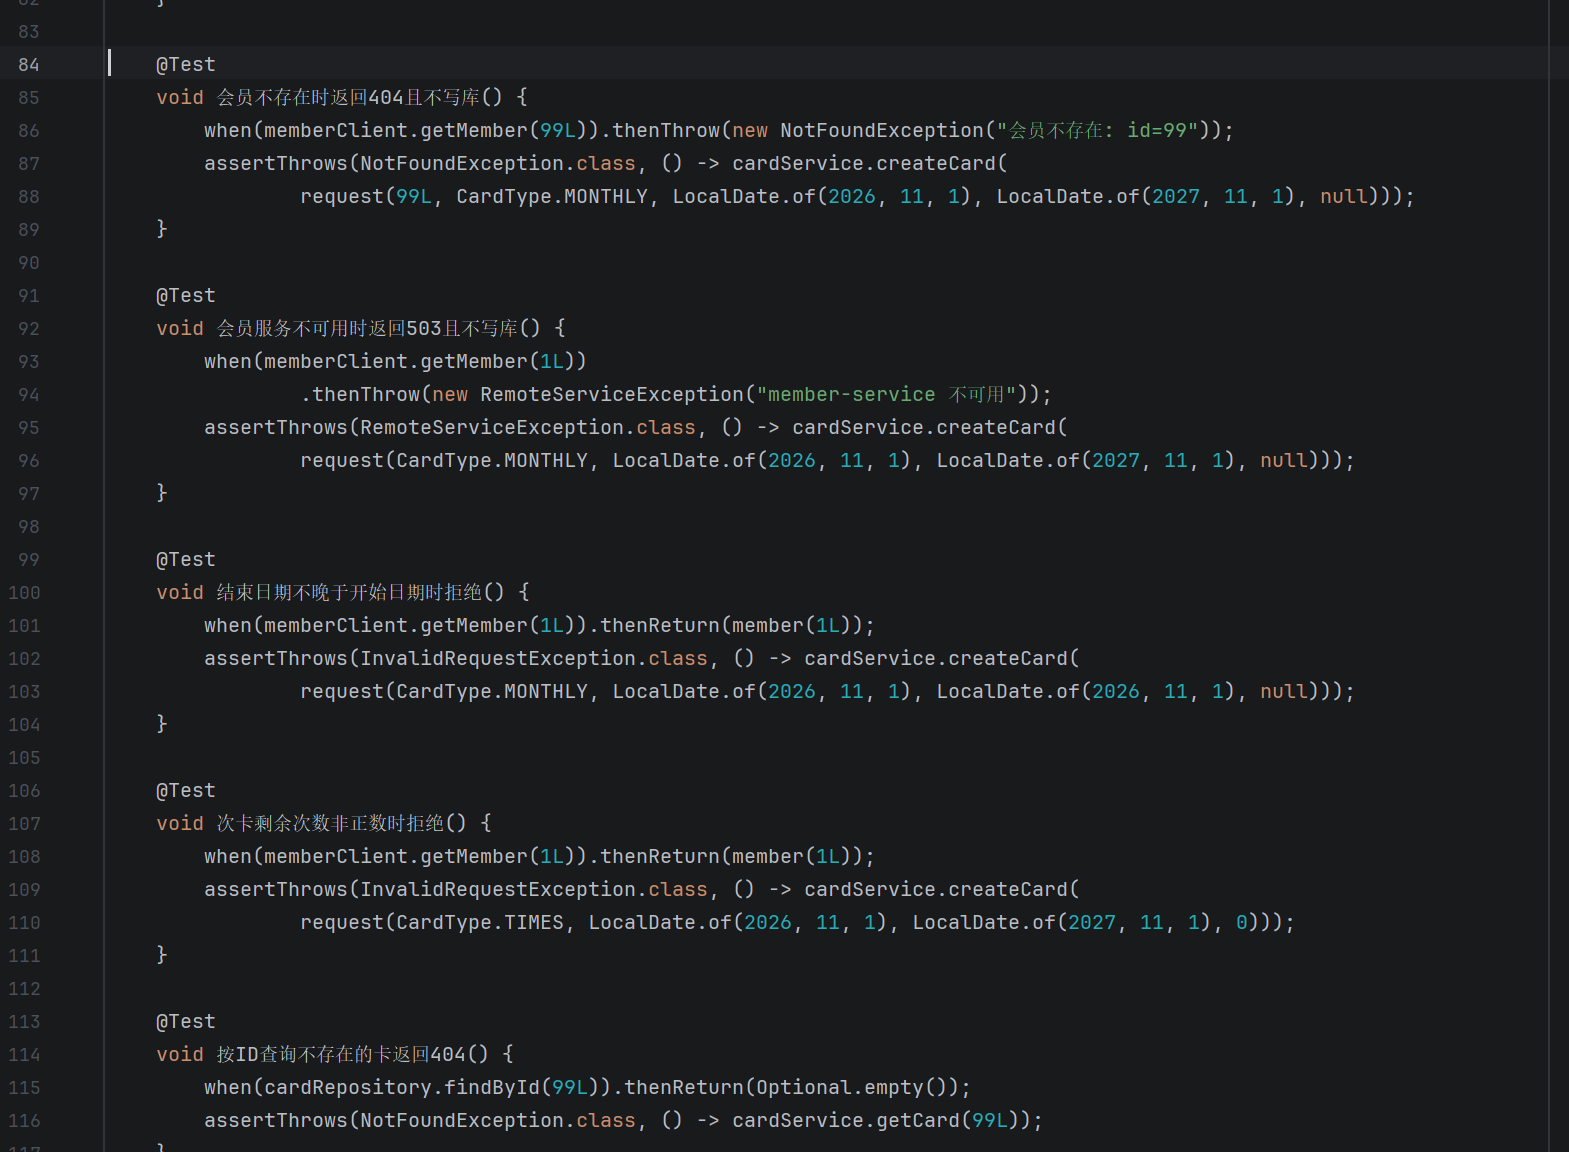 83
84 @Test
85 void 会员不存在时返回404且不写库() {
86 when(memberClient.getMember(99L)).thenThrow(new NotFoundException("会员不存在: id=99"));
87 assertThrows(NotFoundException.class, () -> cardService.createCard(
88 request(99L, CardType.MONTHLY, LocalDate.of(2026, 11, 1), LocalDate.of(2027, 11, 1), null)));
89 }
90
91 @Test
92 void 会员服务不可用时返回503且不写库() {
93 when(memberClient.getMember(1L))
94 .thenThrow(new RemoteServiceException("member-service 不可用"));
95 assertThrows(RemoteServiceException.class, () -> cardService.createCard(
96 request(CardType.MONTHLY, LocalDate.of(2026, 11, 1), LocalDate.of(2027, 11, 1), null)));
97 }
98
99 @Test
100 void 结束日期不晚于开始日期时拒绝() {
101 when(memberClient.getMember(1L)).thenReturn(member(1L));
102 assertThrows(InvalidRequestException.class, () -> cardService.createCard(
103 request(CardType.MONTHLY, LocalDate.of(2026, 11, 1), LocalDate.of(2026, 11, 1), null)));
104 }
105
106 @Test
107 void 次卡剩余次数非正数时拒绝() {
108 when(memberClient.getMember(1L)).thenReturn(member(1L));
109 assertThrows(InvalidRequestException.class, () -> cardService.createCard(
110 request(CardType.TIMES, LocalDate.of(2026, 11, 1), LocalDate.of(2027, 11, 1), 0)));
111 }
112
113 @Test
114 void 按ID查询不存在的卡返回404() {
115 when(cardRepository.findById(99L)).thenReturn(Optional.empty());
116 assertThrows(NotFoundException.class, () -> cardService.getCard(99L));